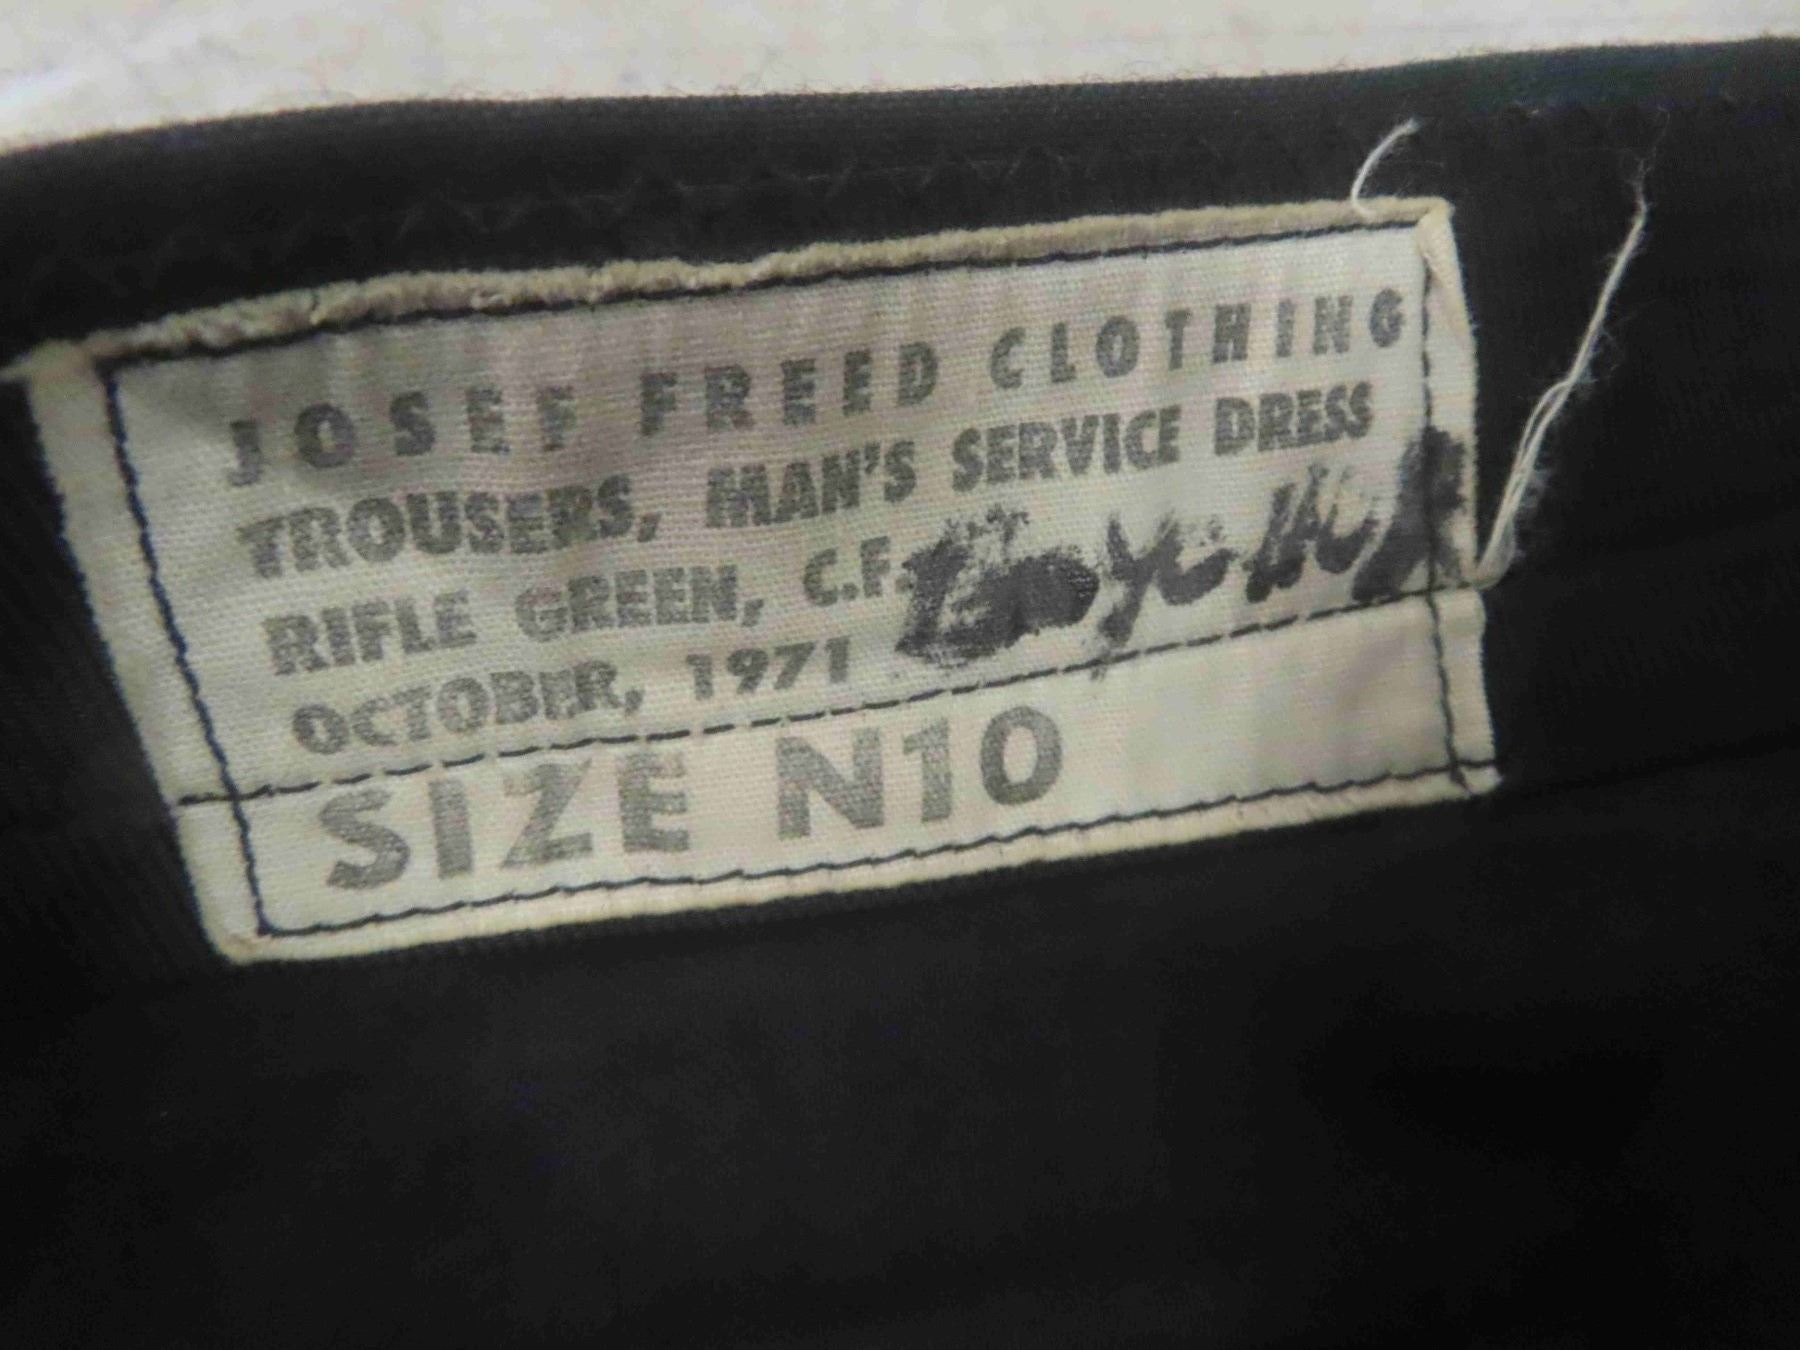 JOSEF FREED CLOTHING
TROUSERS, MAN'S SERVICE DRESS
RIFLE GREEN, C.F.
OCTOBER, 1971
SIZE N10